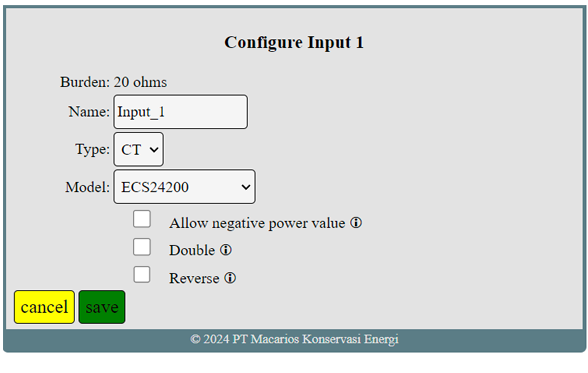 Configure Input 1
Burden: 20 ohms
Name: Input_1
Type: CT
Model: ECS24200
Allow negative power value ⓘ
Double ⓘ
Reverse ⓘ
cancel save
© 2024 PT Macarios Konservasi Energi